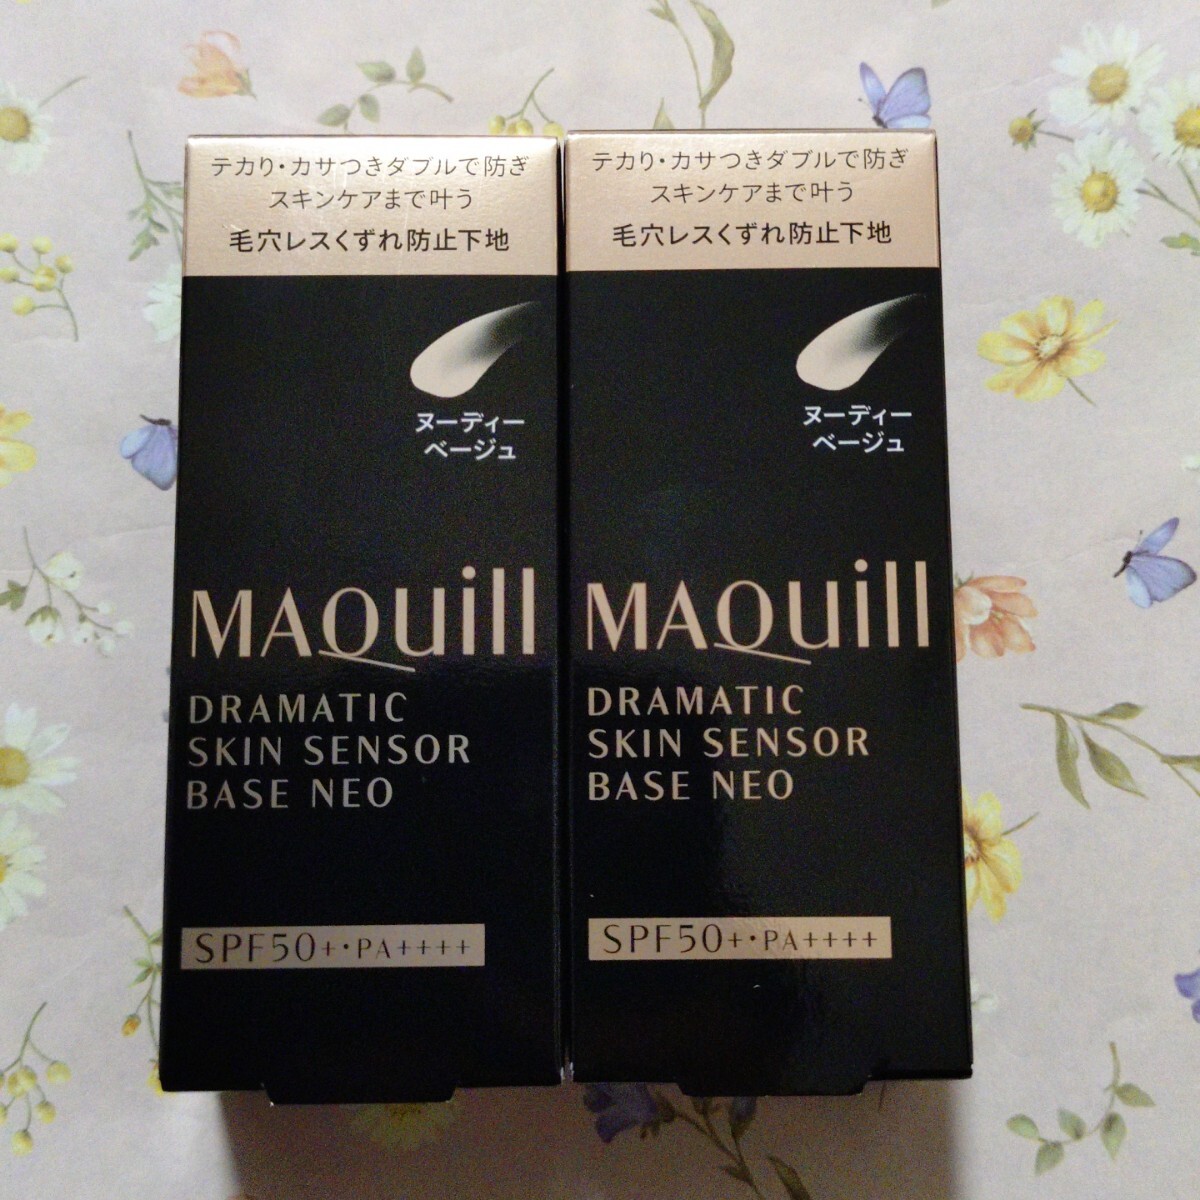 テカり・カサつきダブルで防ぎ
スキンケアまで叶う
毛穴レスくずれ防止下地
ヌーディー
ベージュ
MAQuill
DRAMATIC
SKIN SENSOR
BASE NEO
SPF50+・PA++++
テカり・カサつきダブルで防ぎ
スキンケアまで叶う
毛穴レスくずれ防止下地
ヌーディー
ベージュ
MAQuill
DRAMATIC
SKIN SENSOR
BASE NEO
SPF50+・PA++++